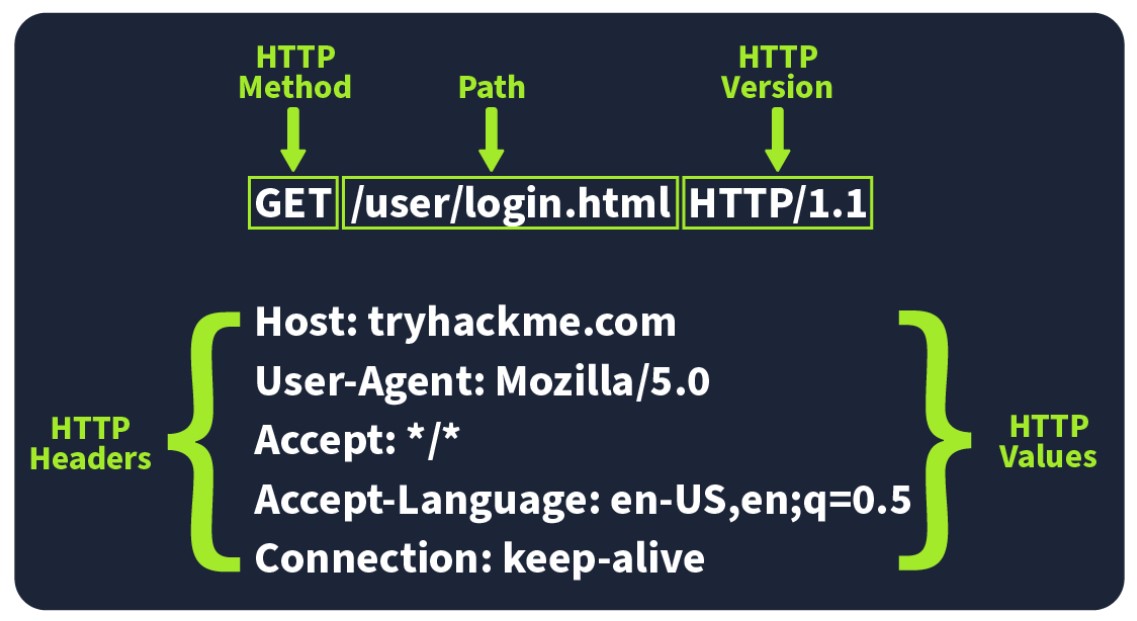 HTTP
Method
Path
HTTP
Version
GET /user/login.html HTTP/1.1
Host: tryhackme.com
User-Agent: Mozilla/5.0
Accept: */*
Accept-Language: en-US,en;q=0.5
Connection: keep-alive
HTTP
Headers
HTTP
Values